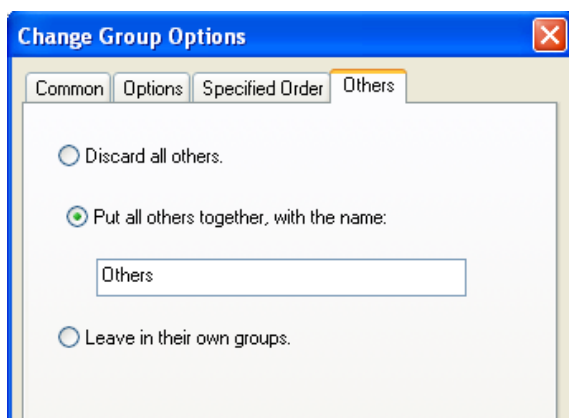 Change Group Options
Common Options Specified Order Others
Discard all others.
Put all others together, with the name:
Others
Leave in their own groups.